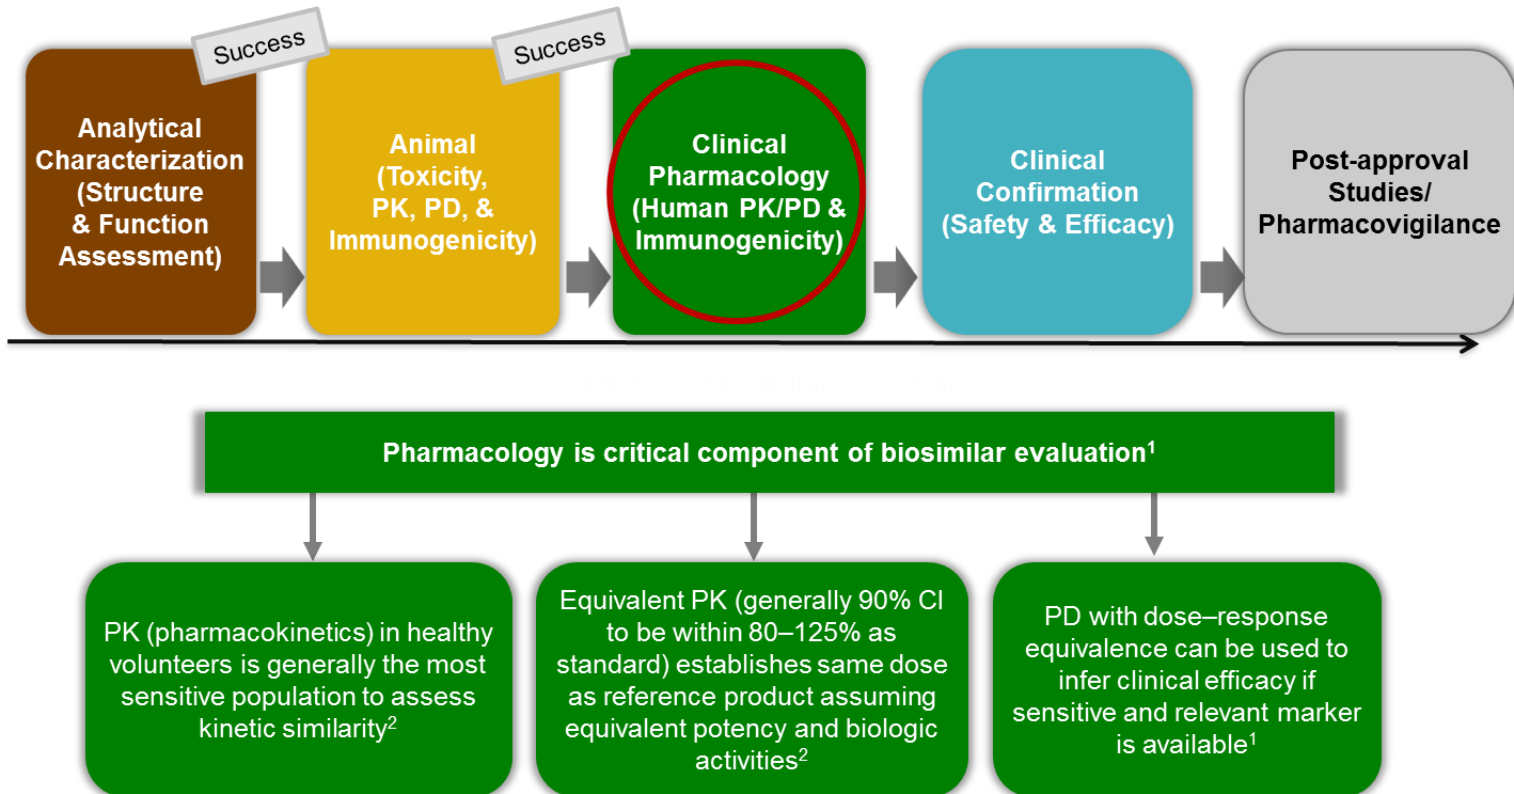 Success
Success
Analytical
Characterization
(Structure
& Function
Assessment)
Animal
(Toxicity,
PK, PD, &
Immunogenicity)
Clinical
Pharmacology
(Human PK/PD &
Immunogenicity)
Clinical
Confirmation
(Safety & Efficacy)
Post-approval
Studies/
Pharmacovigilance
Pharmacology is critical component of biosimilar evaluation¹
PK (pharmacokinetics) in healthy
volunteers is generally the most
sensitive population to assess
kinetic similarity²
Equivalent PK (generally 90% CI
to be within 80–125% as
standard) establishes same dose
as reference product assuming
equivalent potency and biologic
activities²
PD with dose–response
equivalence can be used to
infer clinical efficacy if
sensitive and relevant marker
is available¹